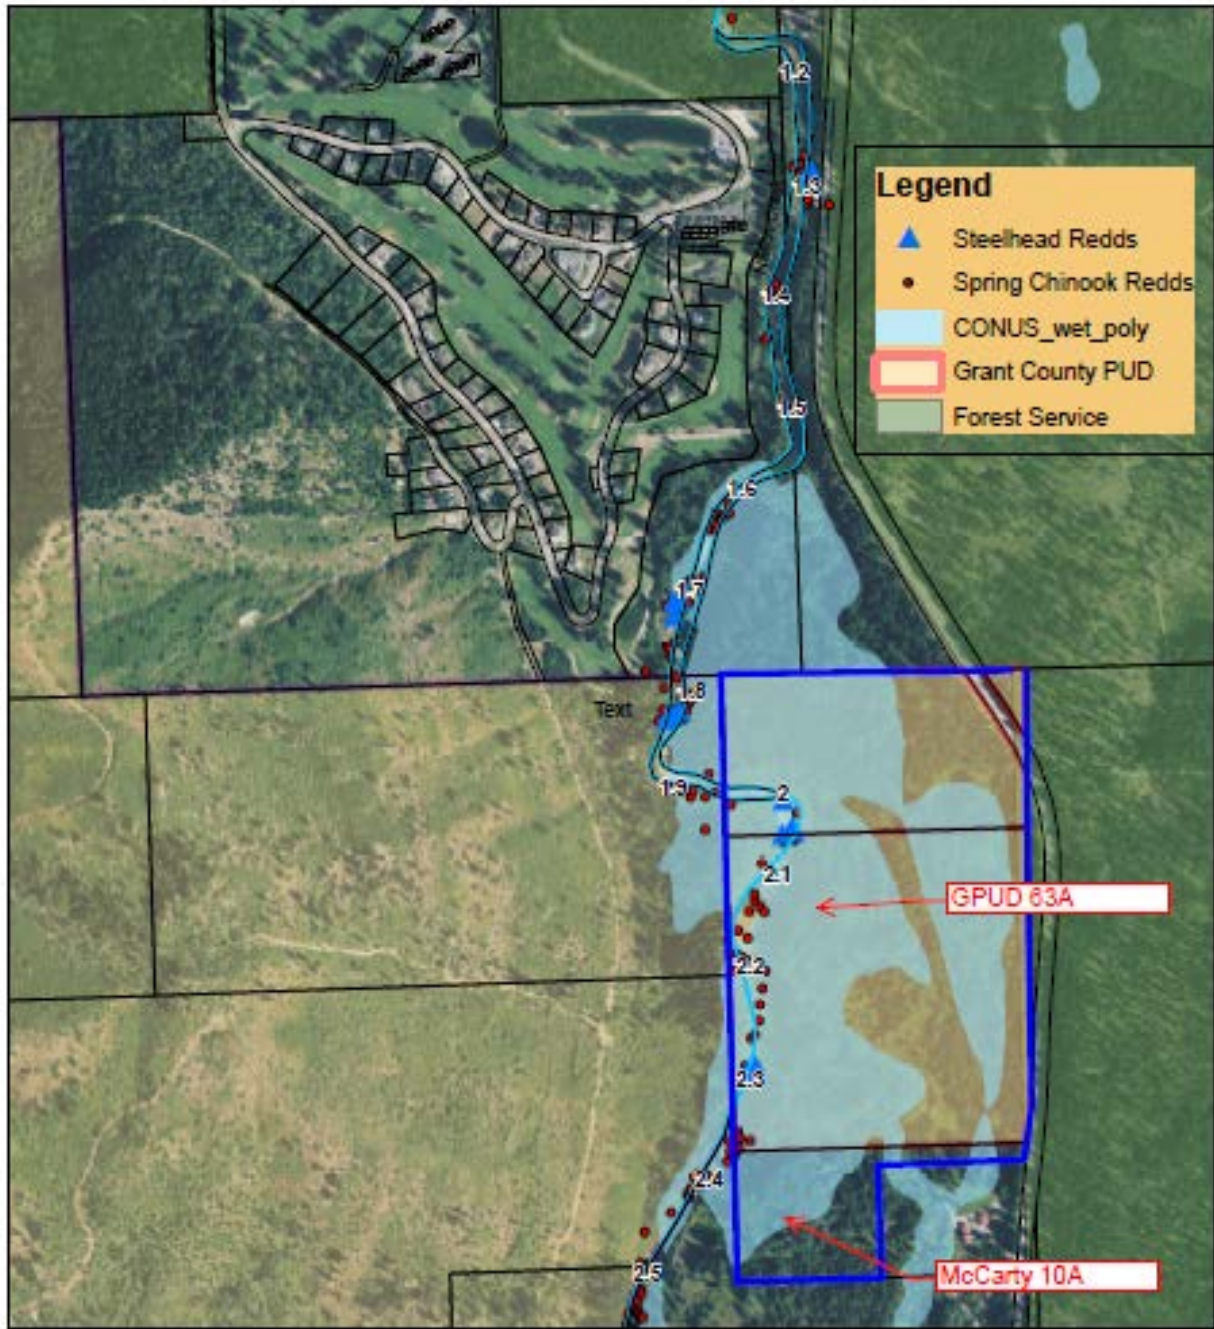 1.2
1.3
Legend
Steelhead Redds
Spring Chinook Redds
CONUS_wet_poly
Grant County PUD
Forest Service
1.4
1.5
1.6
1.7
1.8
Text
1.9
2
2.1
GPUD 63A
2.2
2.3
2.4
2.5
McCarty 10A